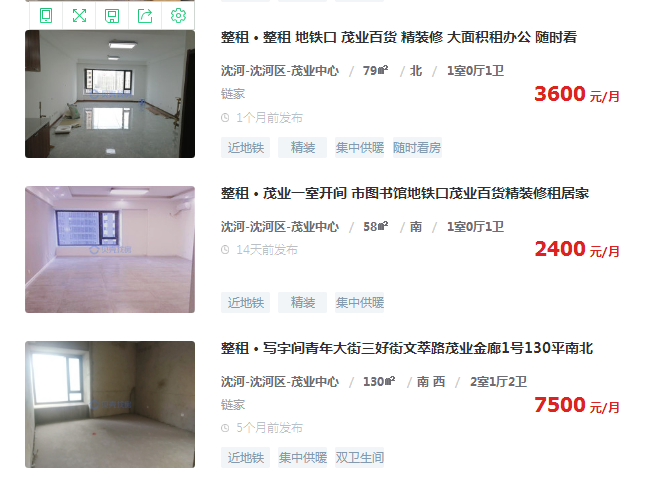 整租 • 整租 地铁口 茂业百货 精装修 大面积租办公 随时看
沈河-沈河区-茂业中心 / 79㎡ / 北 / 1室0厅1卫
链家
3600 元/月
1个月前发布
近地铁 精装 集中供暖 随时看房
整租 • 茂业一室开间 市图书馆地铁口茂业百货精装修租居家
沈河-沈河区-茂业中心 / 58㎡ / 南 / 1室0厅1卫
14天前发布
2400 元/月
近地铁 精装 集中供暖
整租 • 写字间青年大街三好街文萃路茂业金廊1号130平南北
沈河-沈河区-茂业中心 / 130㎡ / 南 西 / 2室1厅2卫
链家
7500 元/月
5个月前发布
近地铁 集中供暖 双卫生间